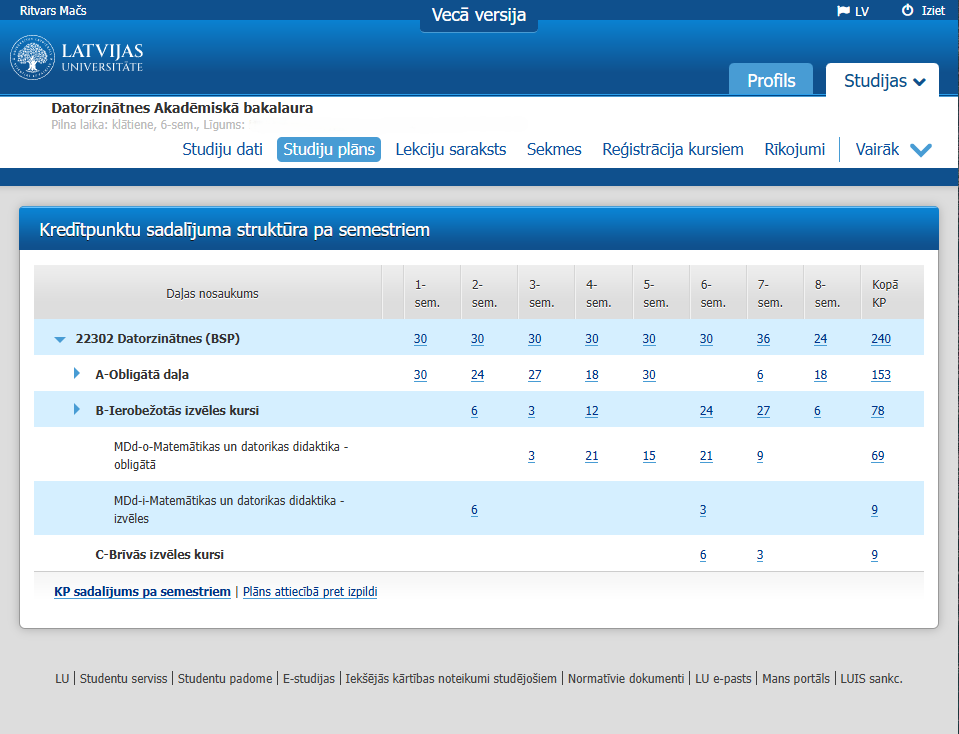 Ritvars Mačs
Vecā versija
LV
Iziet
LATVIJAS
UNIVERSITĀTE
Profils
Studijas
Datorzinātnes Akadēmiskā bakalaura
Pilna laika: klātiene, 6-sem., Līgums:
Studiju dati Studiju plāns Lekciju saraksts Sekmes Reģistrācija kursiem Rīkojumi Vairāk
Kredītpunktu sadalījuma struktūra pa semestriem
Daļas nosaukums 1-sem. 2-sem. 3-sem. 4-sem. 5-sem. 6-sem. 7-sem. 8-sem. Kopā KP
22302 Datorzinātnes (BSP) 30 30 30 30 30 30 36 24 240
A-Obligātā daļa 30 24 27 18 30 6 18 153
B-Ierobežotās izvēles kursi 6 3 12 24 27 6 78
MDd-o-Matemātikas un datorikas didaktika -
obligātā 3 21 15 21 9 69
MDd-i-Matemātikas un datorikas didaktika -
izvēles 6 3 9
C-Brīvās izvēles kursi 6 3 9
KP sadalījums pa semestriem | Plāns attiecībā pret izpildi
LU | Studentu serviss | Studentu padome | E-studijas | Iekšējās kārtības noteikumi studējošiem | Normatīvie dokumenti | LU e-pasts | Mans portāls | LUIS sankc.